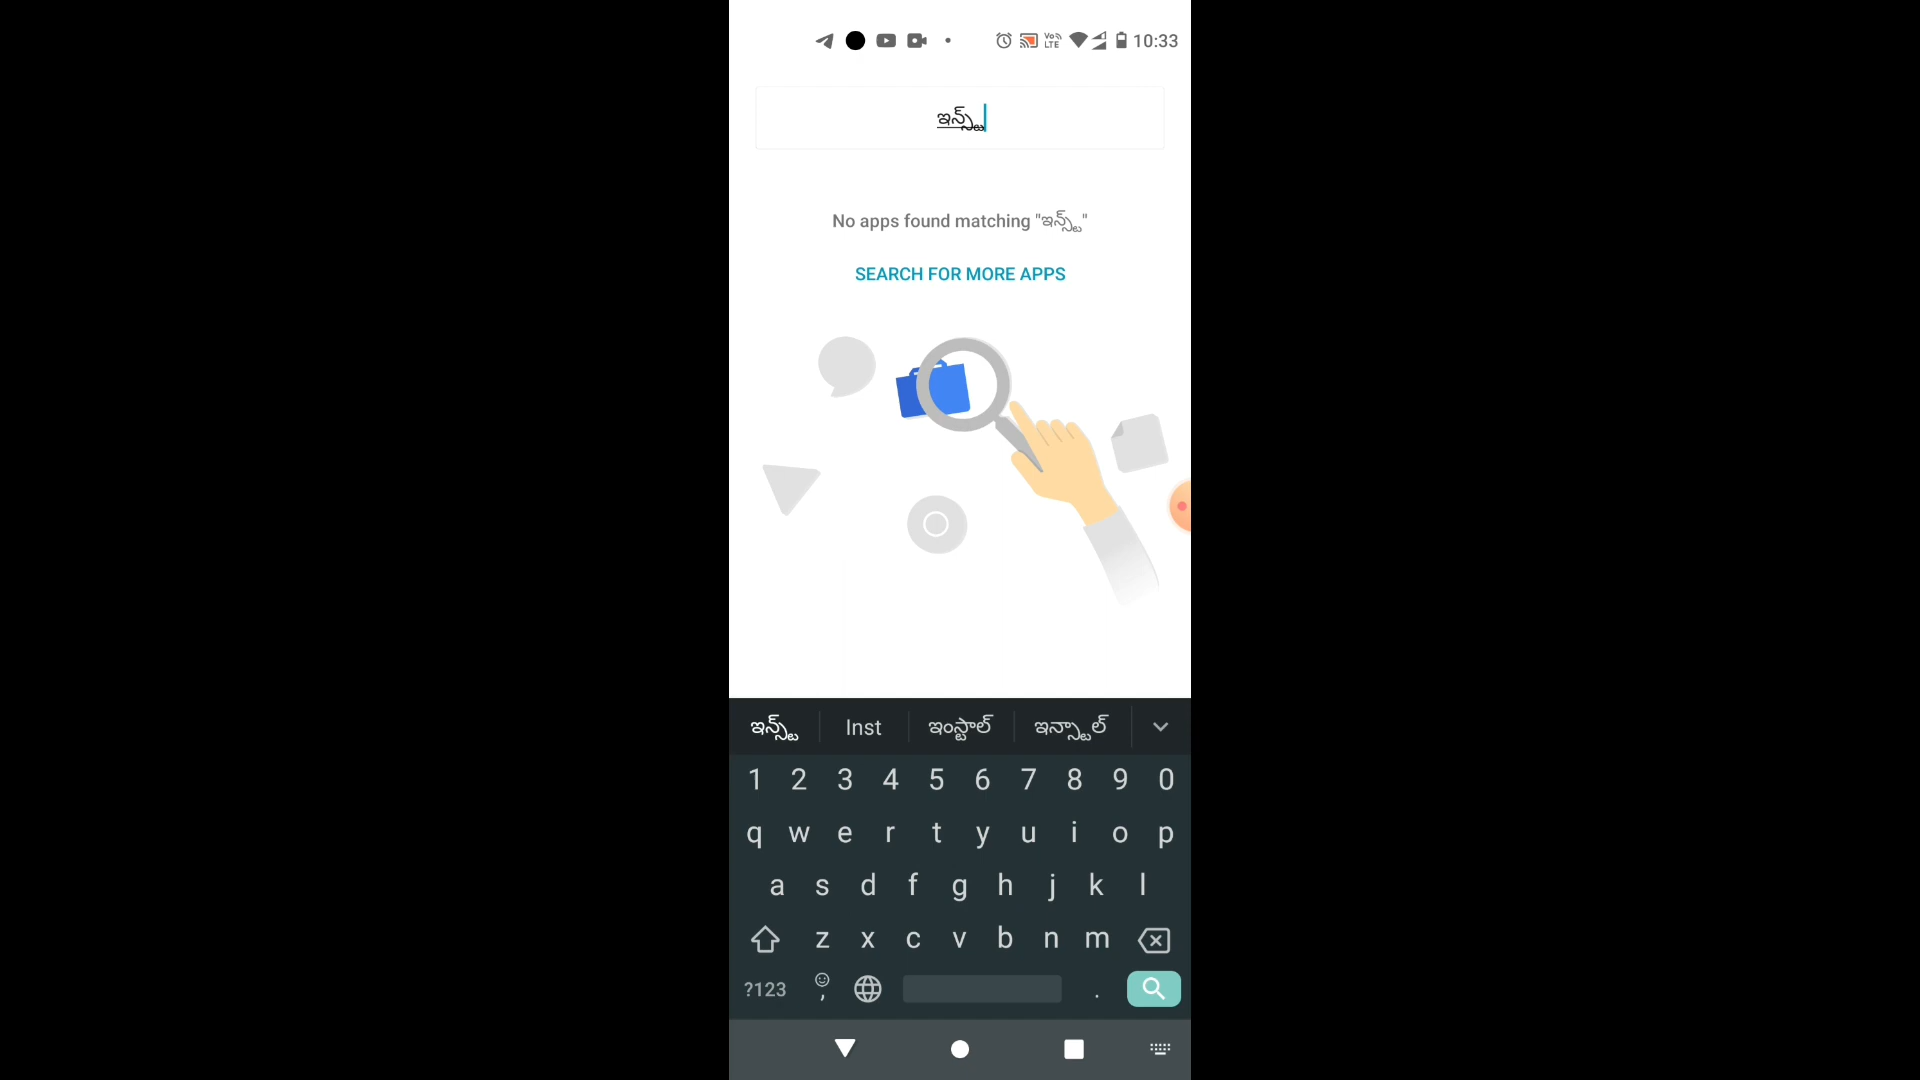 10:33
ఇన్స్ట్
No apps found matching "ఇన్స్ట్"
SEARCH FOR MORE APPS
ఇన్స్ట్ Inst ఇంస్టాల్ ఇన్స్టాల్
1 2 3 4 5 6 7 8 9 0
q w e r t y u i o p
a s d f g h j k l
z x c v b n m
?123 , .